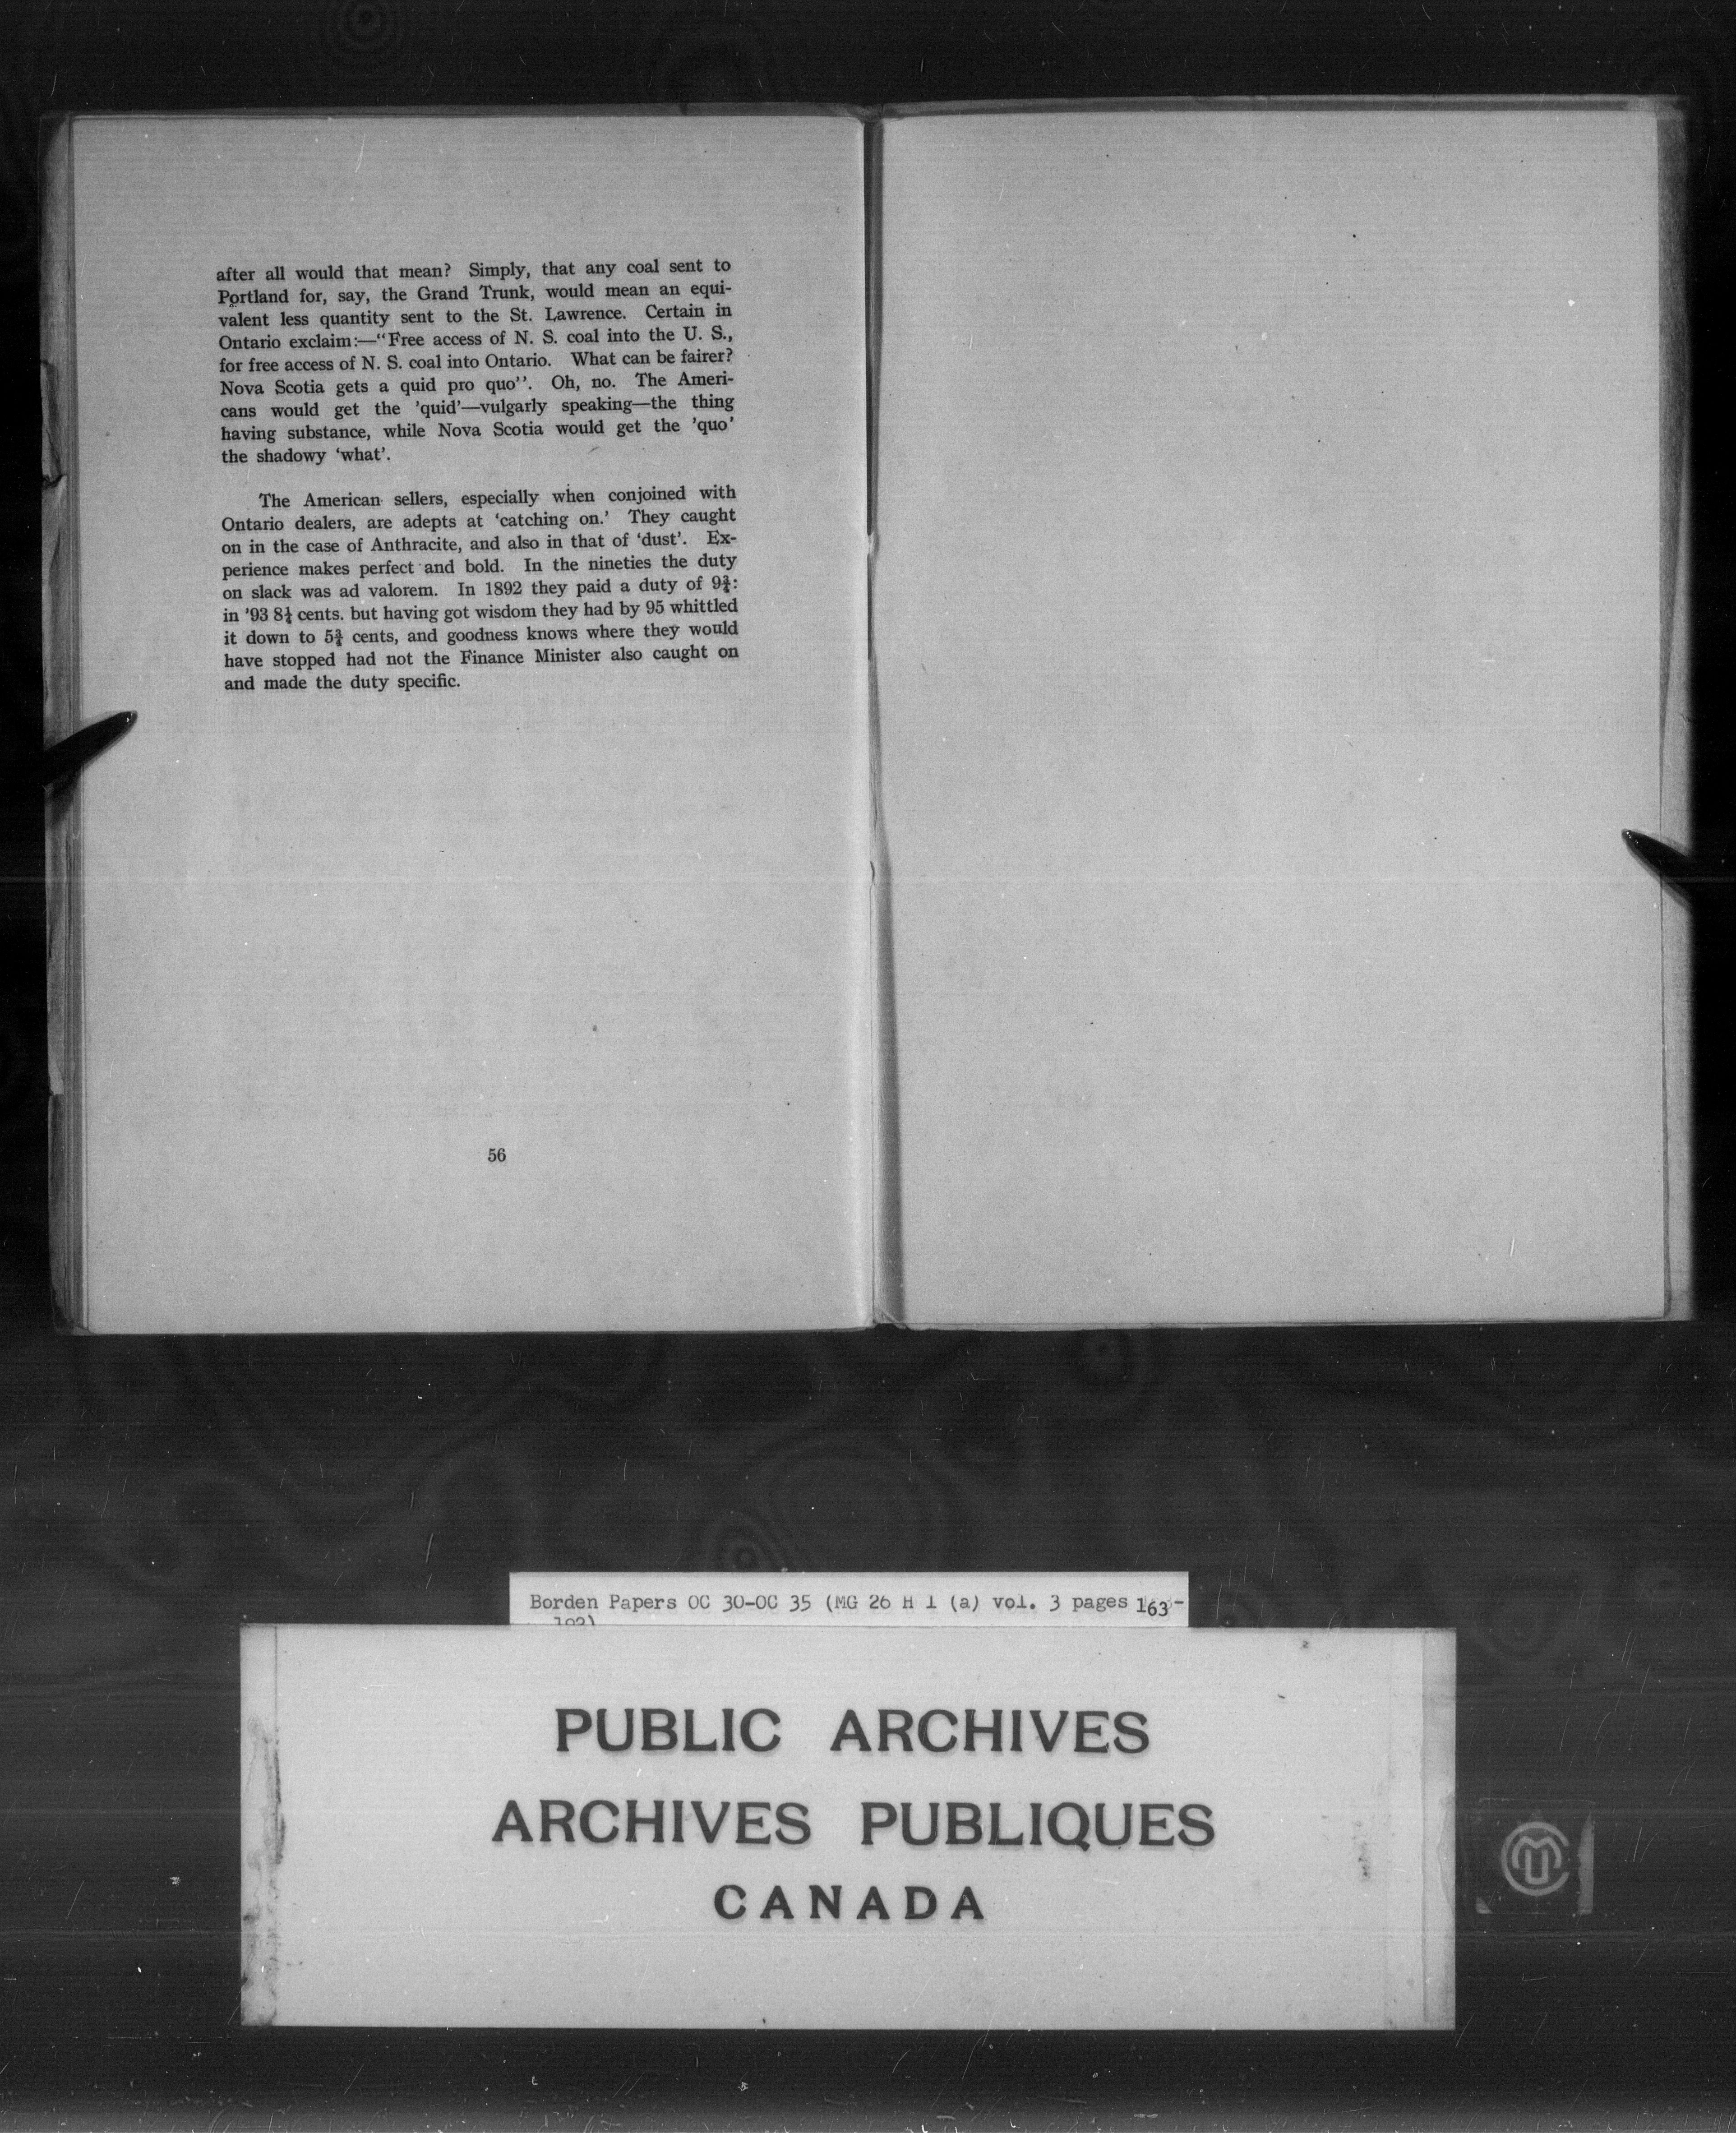 after all would that mean? Simply, that any coal sent to
Portland for, say, the Grand Trunk, would mean an equi-
valent less quantity sent to the St. Lawrence. Certain in
Ontario exclaim:—“Free access of N. S. coal into the U. S.,
for free access of N. S. coal into Ontario. What can be fairer?
Nova Scotia gets a quid pro quo”. Oh, no. The Ameri-
cans would get the ’quid’—vulgarly speaking—the thing
having substance, while Nova Scotia would get the ’quo’
the shadowy ‘what’.
The American sellers, especially when conjoined with
Ontario dealers, are adepts at ‘catching on.’ They caught
on in the case of Anthracite, and also in that of ‘dust’. Ex-
perience makes perfect and bold. In the nineties the duty
on slack was ad valorem. In 1892 they paid a duty of 9¾:
in ’93 8½ cents. but having got wisdom they had by 95 whittled
it down to 5¾ cents, and goodness knows where they would
have stopped had not the Finance Minister also caught on
and made the duty specific.
56
Borden Papers OC 30-OC 35 (MG 26 H 1 (a) vol. 3 pages 163-
PUBLIC ARCHIVES
ARCHIVES PUBLIQUES
CANADA